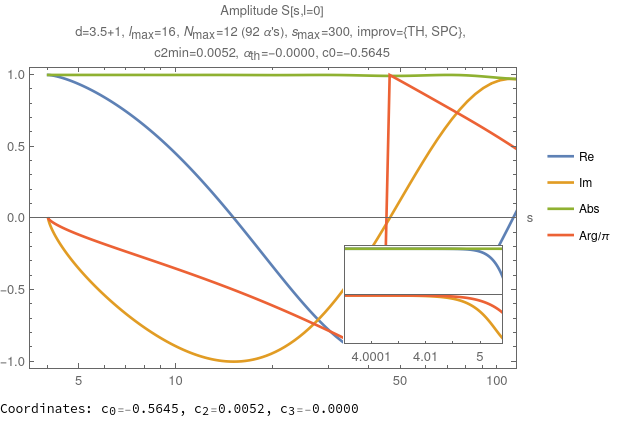 Amplitude S[s,l=0]
d=3.5+1, lmax=16, Nmax=12 (92 α's), smax=300, improv={TH, SPC},
c2min=0.0052, αth=-0.0000, c0=-0.5645
1.0
0.5
0.0
-0.5
-1.0
s
Re
Im
Abs
Arg/π
4.0001 4.01 5
5 10 50 100
Coordinates: c0=-0.5645, c2=0.0052, c3=-0.0000